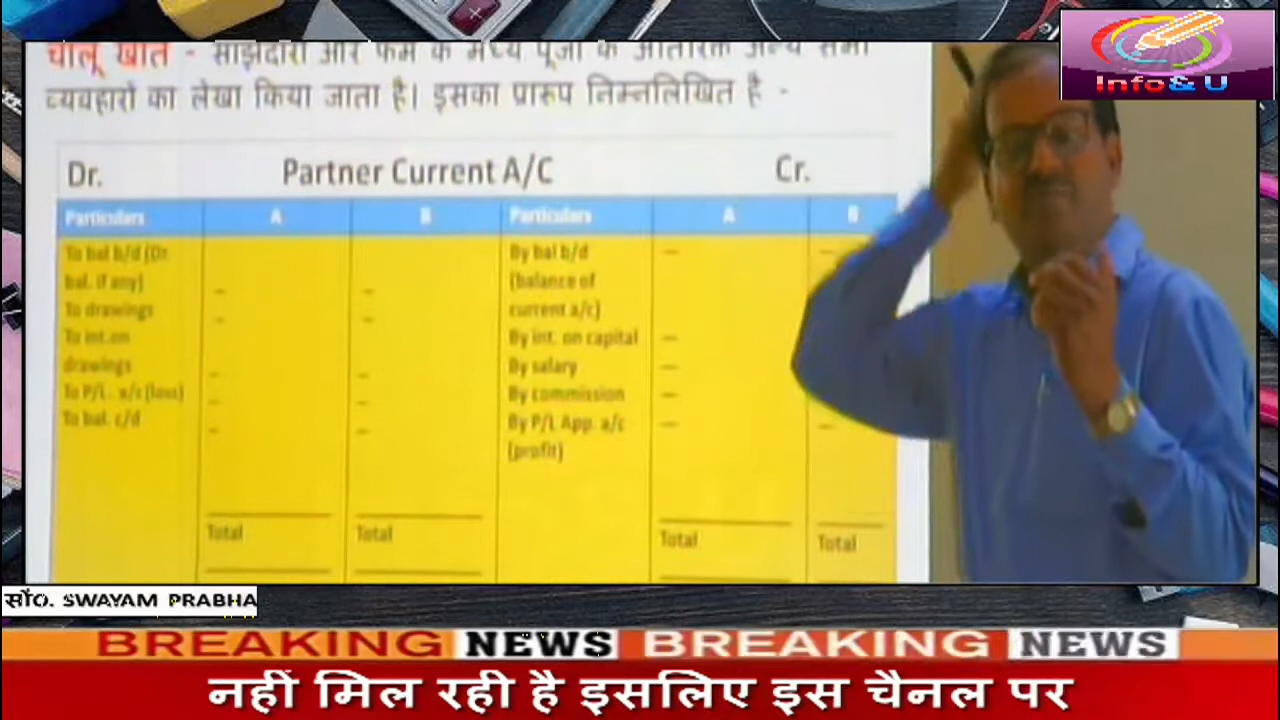 Info& U
चालू खाते - साझेदारों और फर्म के मध्य पूंजी के अतिरिक्त अन्य सभी
व्यवहारों का लेखा किया जाता है। इसका प्रारूप निम्नलिखित है -
Dr. Partner Current A/C Cr.
Particulars A B Particulars A B
To bal b/d (Dr. By bal b/d
bal. if any) (balance of
To drawings current a/c)
To int.on By int. on capital
drawings By salary
To P/L . a/c (loss) By commission
To bal. c/d By P/L App. a/c
(profit)
Total Total Total Total
सॉo. SWAYAM PRABHA
BREAKING NEWS BREAKING NEWS
नहीं मिल रही है इसलिए इस चैनल पर